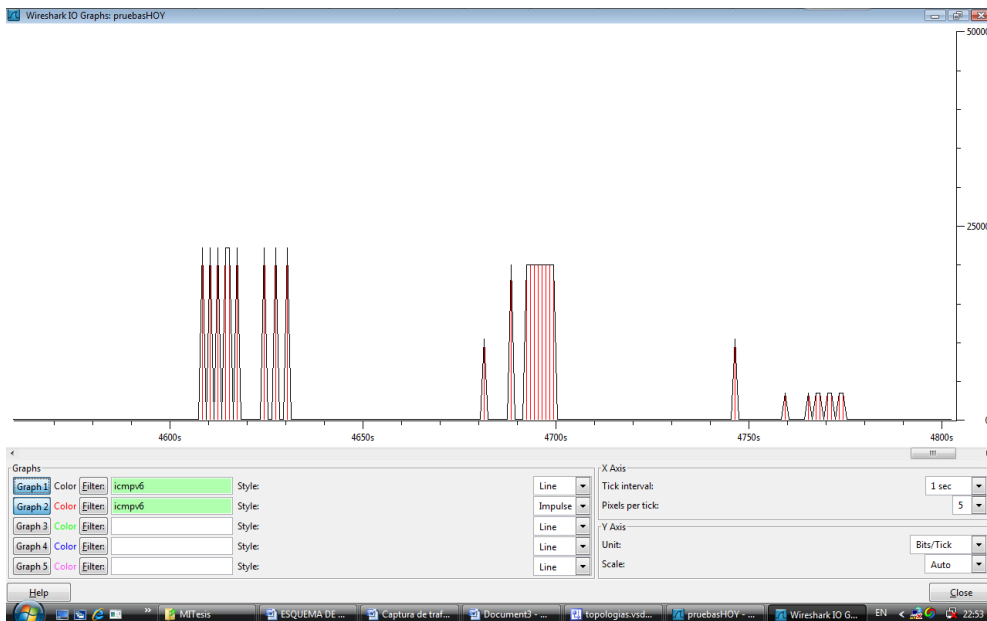 Wireshark IO Graphs: pruebasHOY
50000
25000
0
4600s 4650s 4700s 4750s 4800s
Graphs
Graph 1 Color Filter: icmpv6 Style: Line
Graph 2 Color Filter: icmpv6 Style: Impulse
Graph 3 Color Filter: Style: Line
Graph 4 Color Filter: Style: Line
Graph 5 Color Filter: Style: Line
X Axis
Tick interval: 1 sec
Pixels per tick: 5
Y Axis
Unit: Bits/Tick
Scale: Auto
Help Close
» MITesis ESQUEMA DE ... Captura de traf... Document3 - ... topologias.vsd... pruebasHOY - ... Wireshark IO G... EN < 22:53